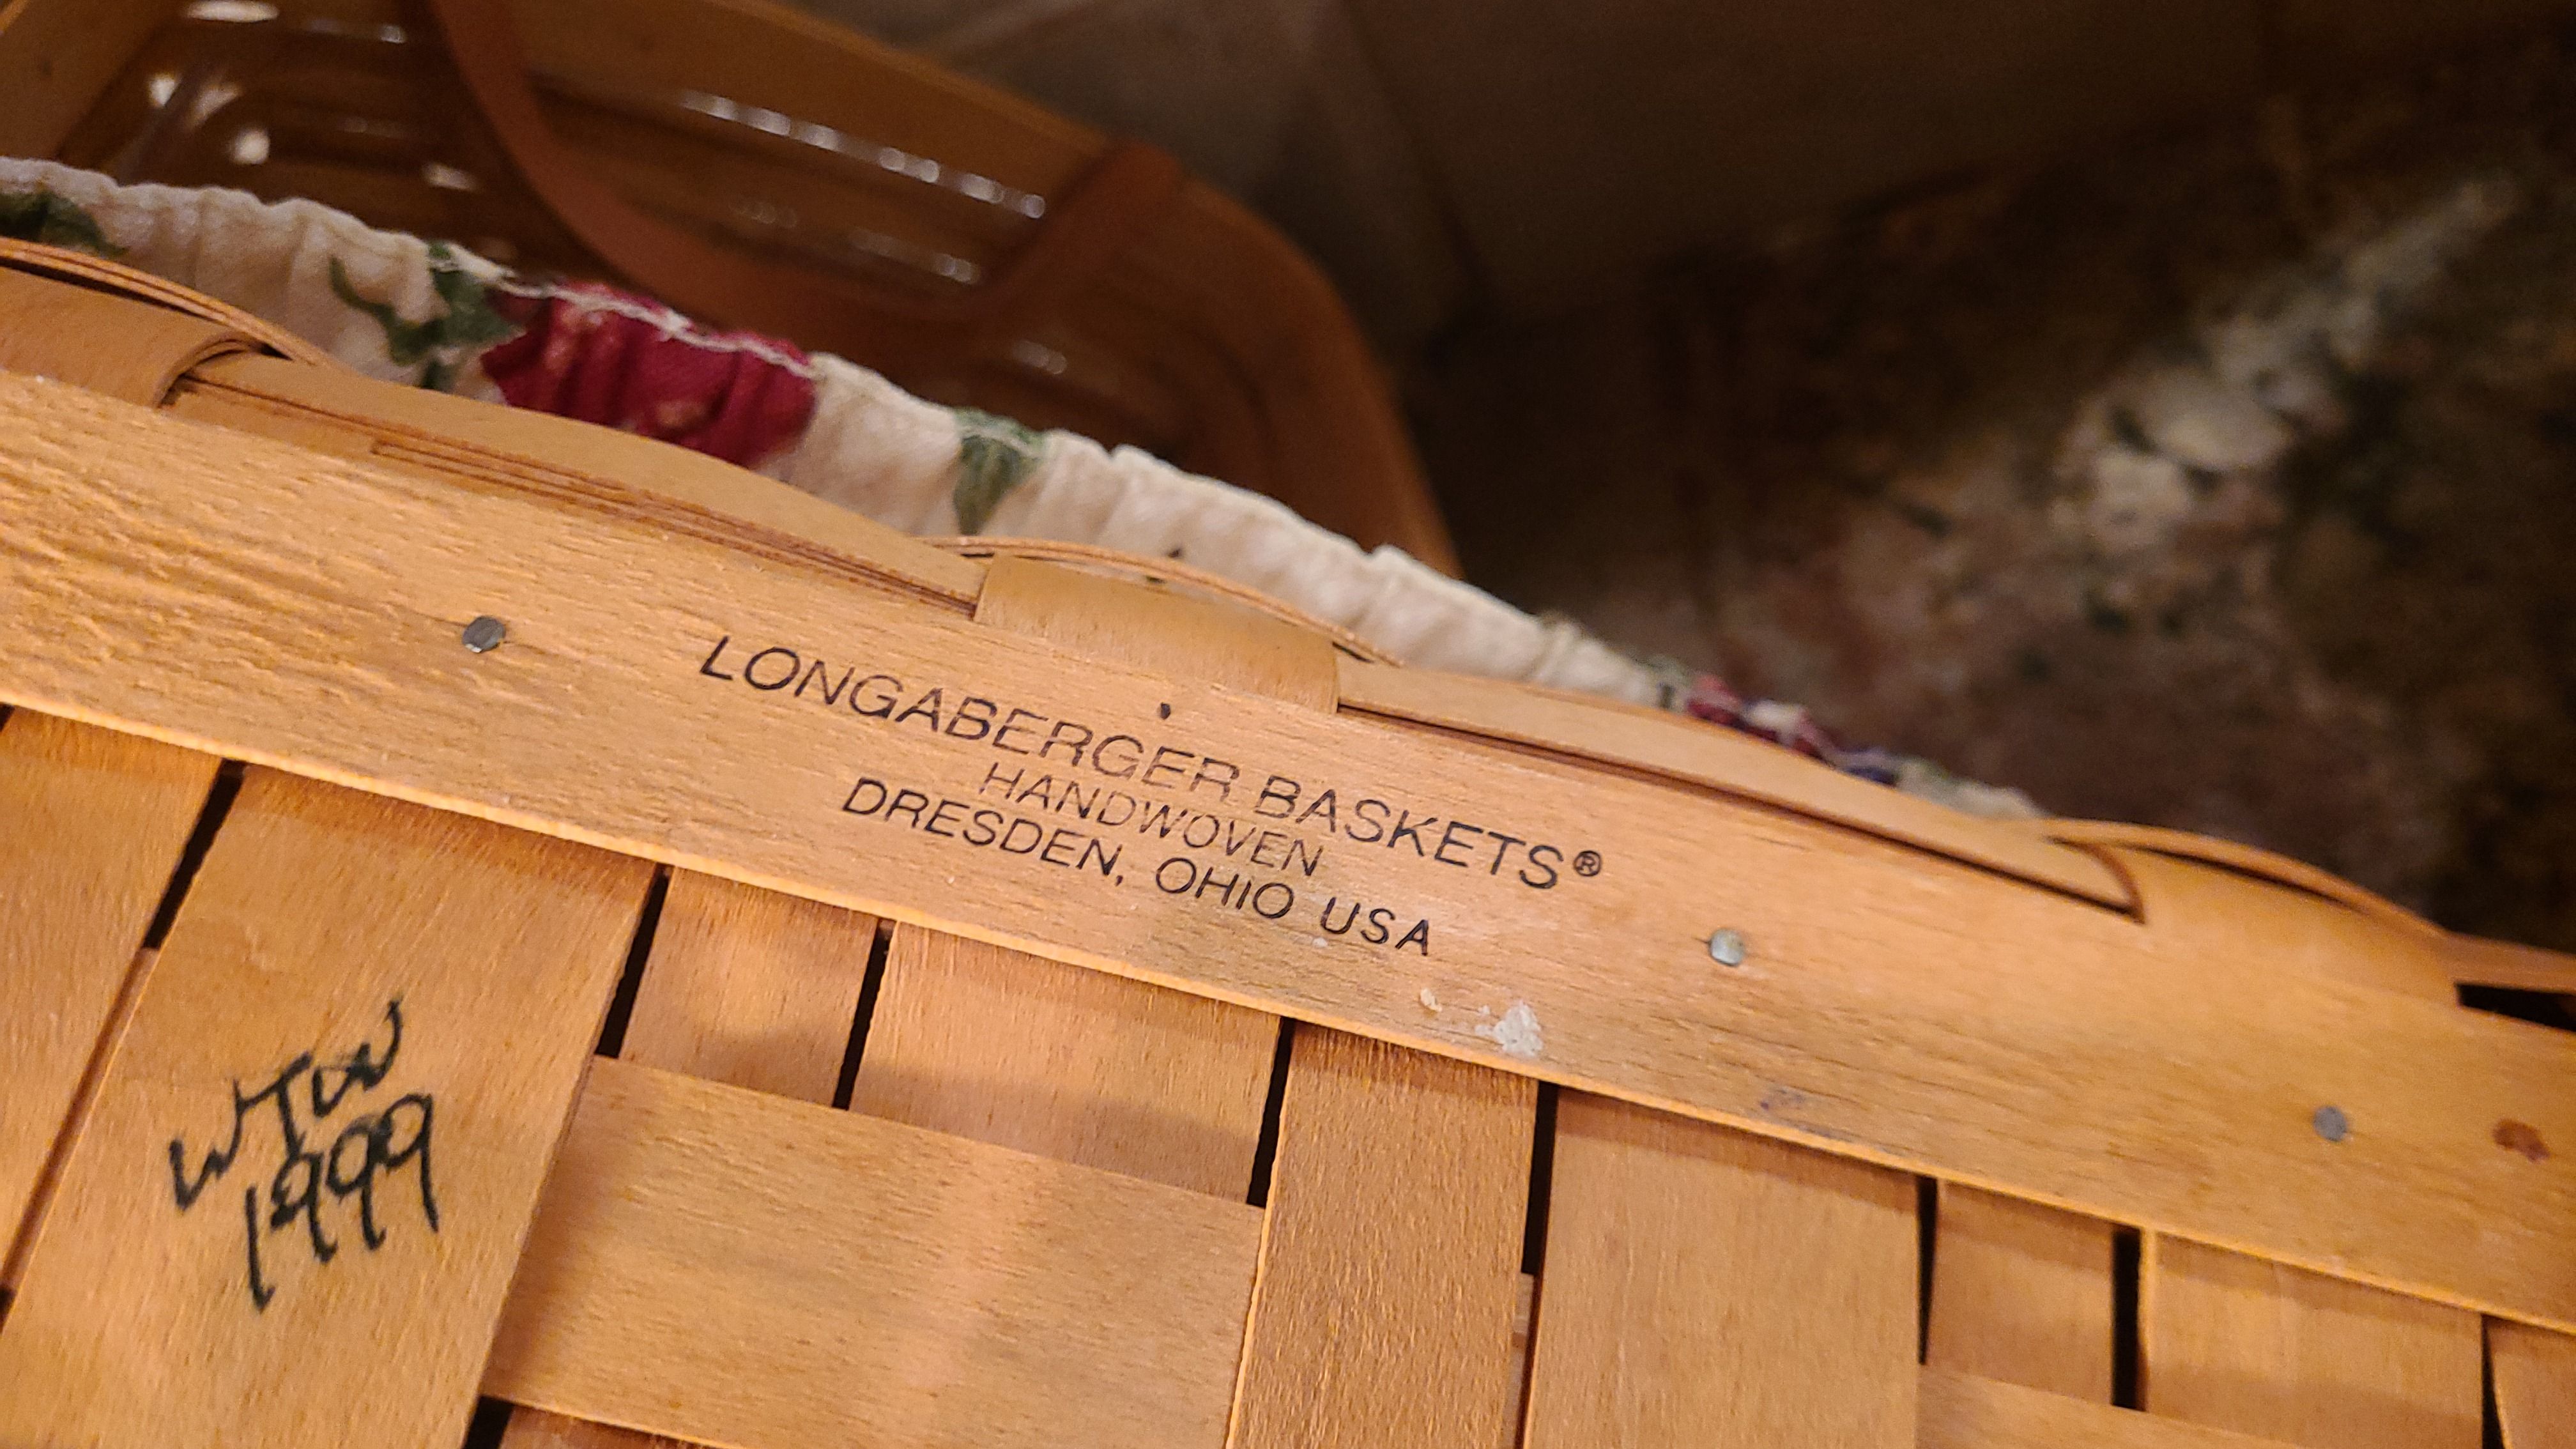 LONGABERGER BASKETS®
HANDWOVEN
DRESDEN, OHIO USA
WTW
1999